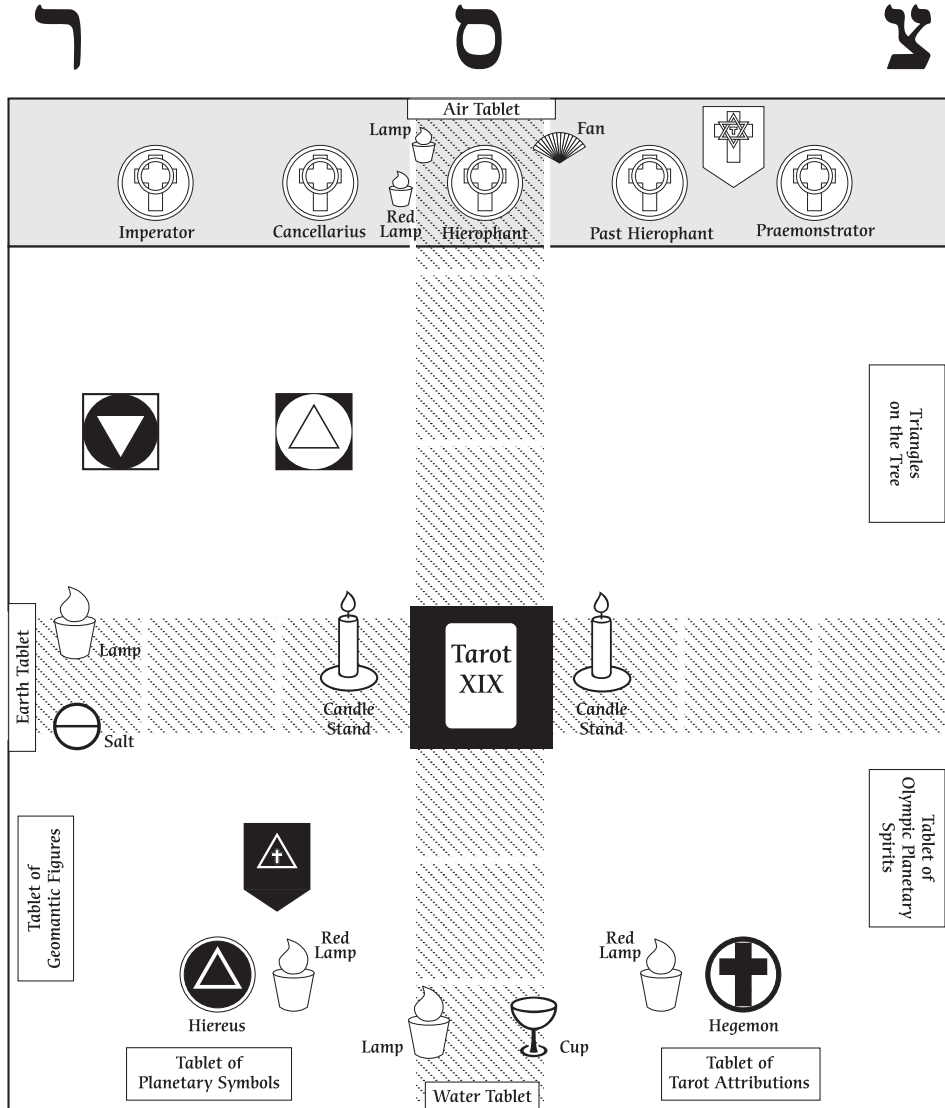 ר ס צ
Air Tablet
Lamp
Fan
Red
Lamp
Imperator
Cancellarius
Hierophant
Past Hierophant
Praemonstrator
Triangles
on the Tree
Earth Tablet
Lamp
Salt
Candle
Stand
Tarot
XIX
Candle
Stand
Tablet of
Geomantic Figures
Tablet of
Olympic Planetary
Spirits
Red
Lamp
Hiereus
Red
Lamp
Hegemon
Lamp
Cup
Tablet of
Planetary Symbols
Tablet of
Tarot Attributions
Water Tablet